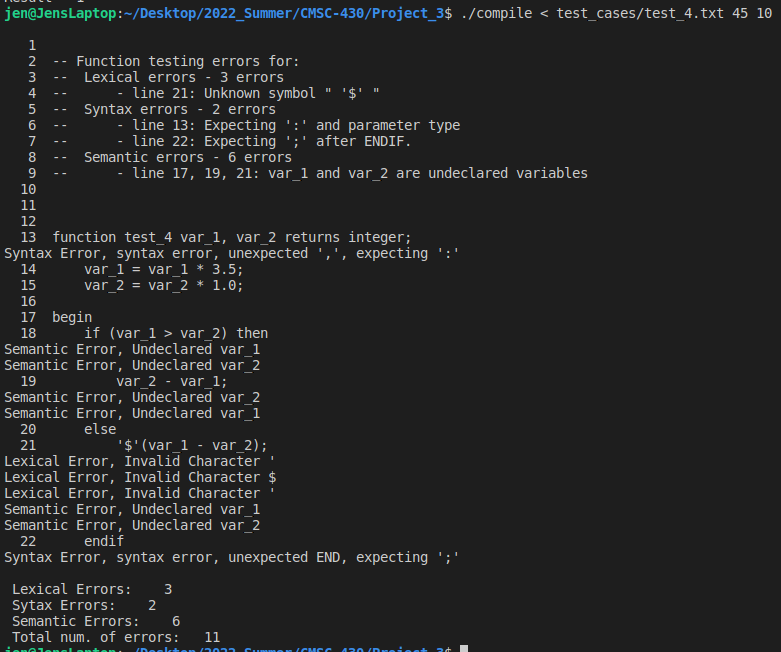 Result = 1
jen@JensLaptop:~/Desktop/2022_Summer/CMSC-430/Project_3$ ./compile < test_cases/test_4.txt 45 10
1
2 -- Function testing errors for:
3 -- Lexical errors - 3 errors
4 -- - line 21: Unknown symbol " '$' "
5 -- Syntax errors - 2 errors
6 -- - line 13: Expecting ':' and parameter type
7 -- - line 22: Expecting ';' after ENDIF.
8 -- Semantic errors - 6 errors
9 -- - line 17, 19, 21: var_1 and var_2 are undeclared variables
10
11
12
13 function test_4 var_1, var_2 returns integer;
Syntax Error, syntax error, unexpected ',', expecting ':'
14 var_1 = var_1 * 3.5;
15 var_2 = var_2 * 1.0;
16
17 begin
18 if (var_1 > var_2) then
Semantic Error, Undeclared var_1
Semantic Error, Undeclared var_2
19 var_2 - var_1;
Semantic Error, Undeclared var_2
Semantic Error, Undeclared var_1
20 else
21 '$'(var_1 - var_2);
Lexical Error, Invalid Character '
Lexical Error, Invalid Character $
Lexical Error, Invalid Character '
Semantic Error, Undeclared var_1
Semantic Error, Undeclared var_2
22 endif
Syntax Error, syntax error, unexpected END, expecting ';'
Lexical Errors: 3
Sytax Errors: 2
Semantic Errors: 6
Total num. of errors: 11
jen@JensLaptop:~/Desktop/2022_Summer/CMSC-430/Project_3$